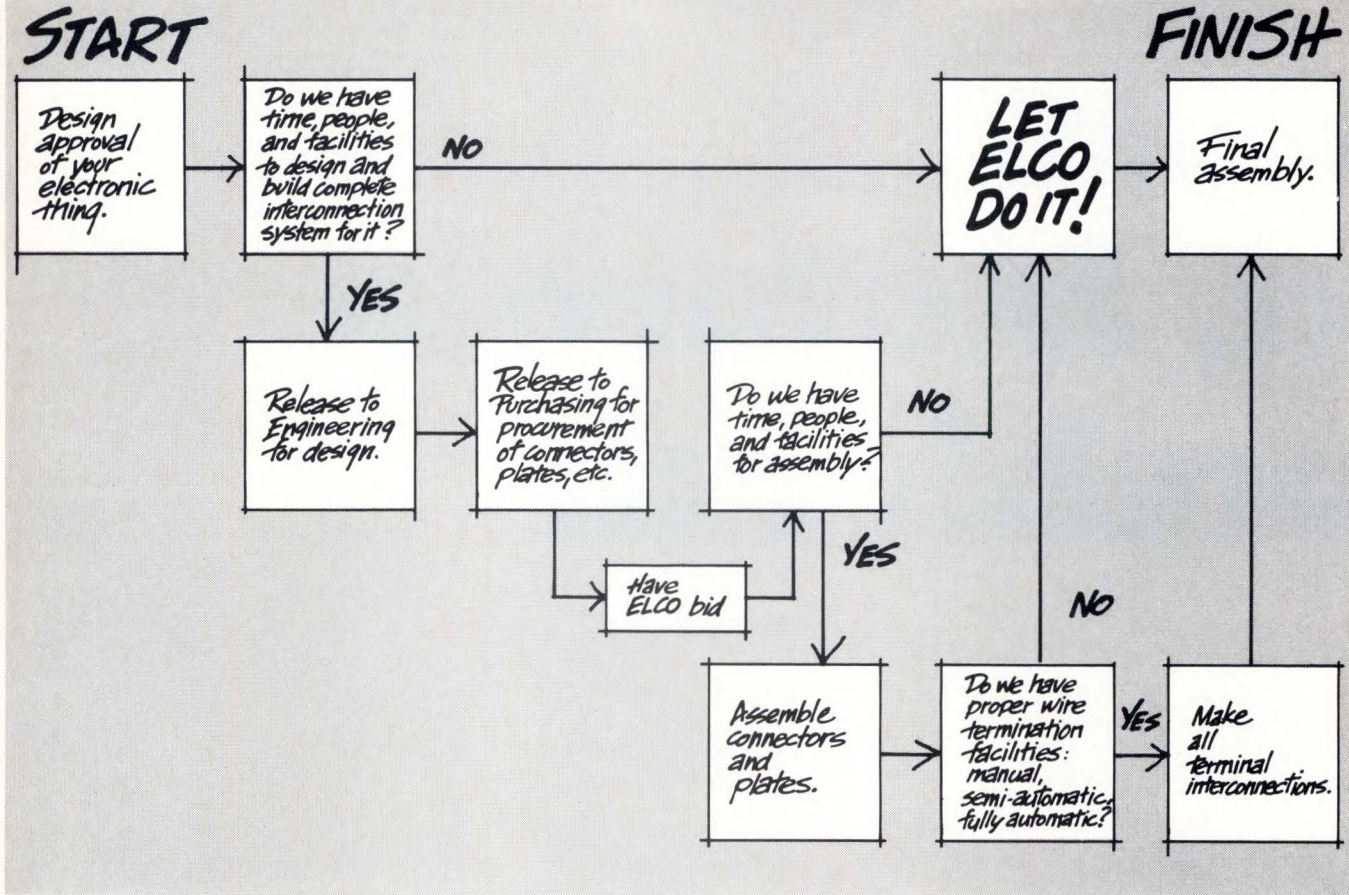 START
FINISH
Design
approval
of your
electronic
thing.
Do we have
time, people,
and facilities
to design and
build complete
interconnection
system for it?
NO
LET
ELCO
DO IT!
Final
assembly.
YES
Release to
Engineering
for design.
Release to
Purchasing for
procurement
of connectors,
plates, etc.
Do we have
time, people,
and facilities
for assembly?
NO
Have
ELCO bid
YES
NO
Assemble
connectors
and
plates.
Do we have
proper wire
termination
facilities:
manual,
semi-automatic,
fully automatic?
YES
Make
all
terminal
interconnections.